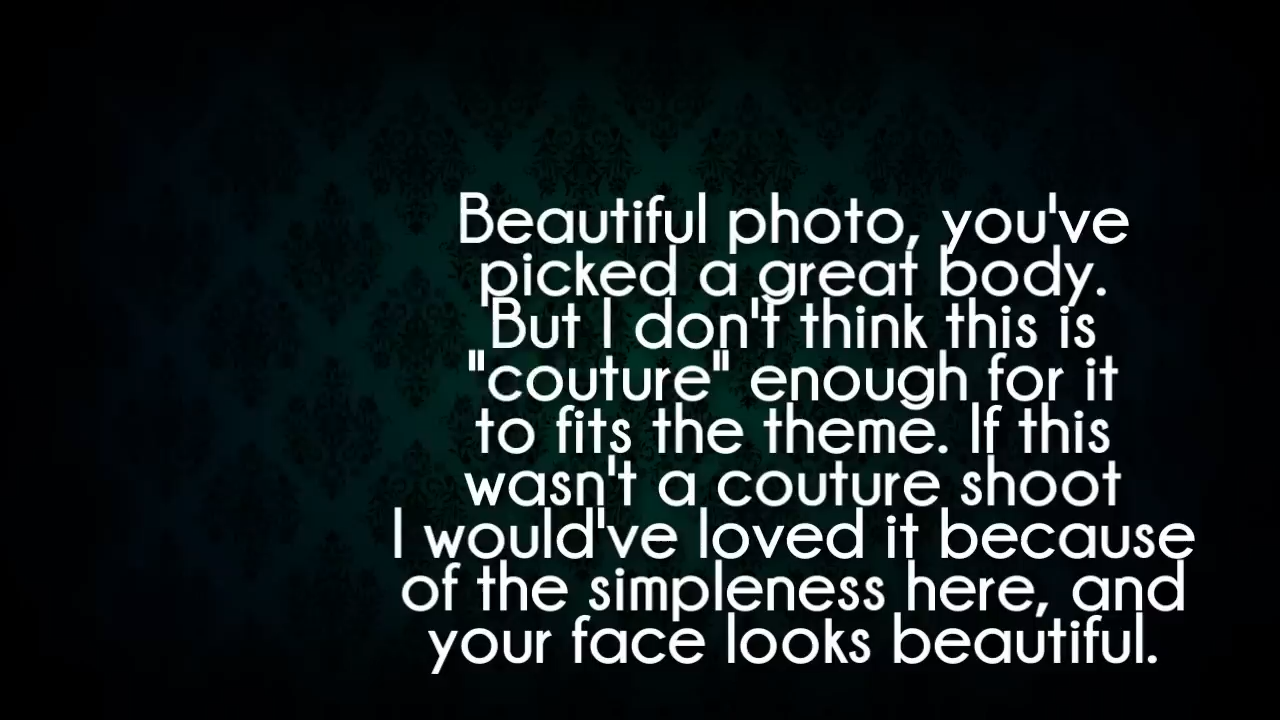 Beautiful photo, you've
picked a great body.
But I don't think this is
"couture" enough for it
to fits the theme. If this
wasn't a couture shoot
I would've loved it because
of the simpleness here, and
your face looks beautiful.